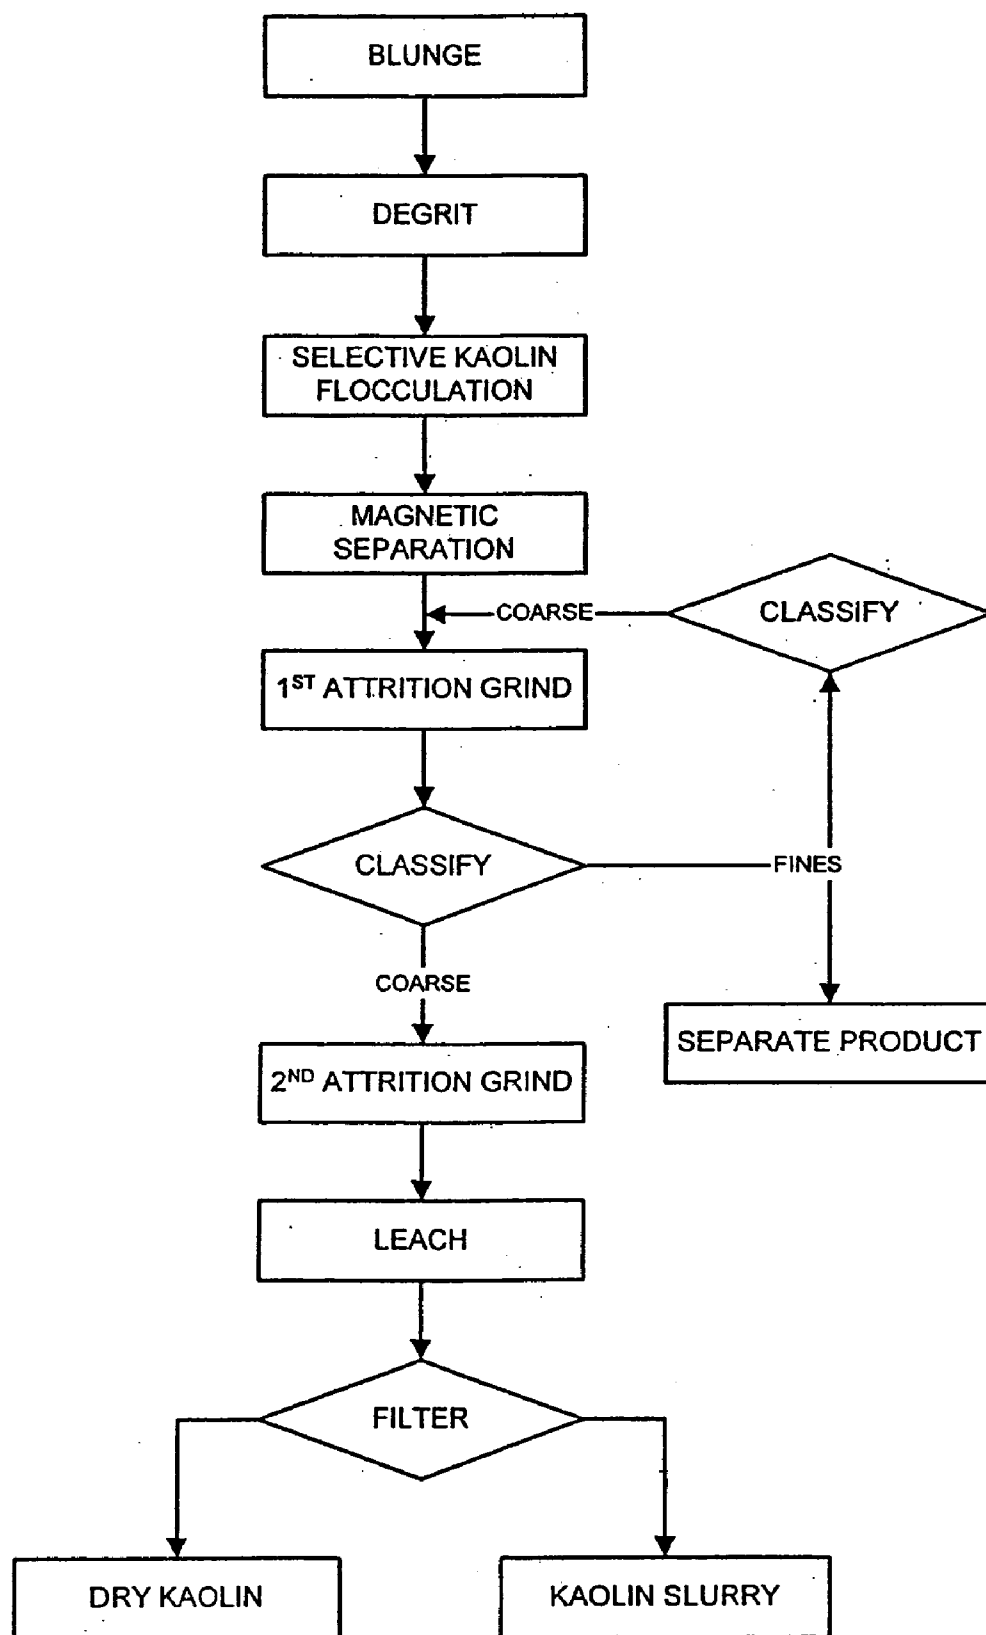 BLUNGE
DEGRIT
SELECTIVE KAOLIN
FLOCCULATION
MAGNETIC
SEPARATION
COARSE
CLASSIFY
1ST ATTRITION GRIND
CLASSIFY
FINES
COARSE
SEPARATE PRODUCT
2ND ATTRITION GRIND
LEACH
FILTER
DRY KAOLIN
KAOLIN SLURRY